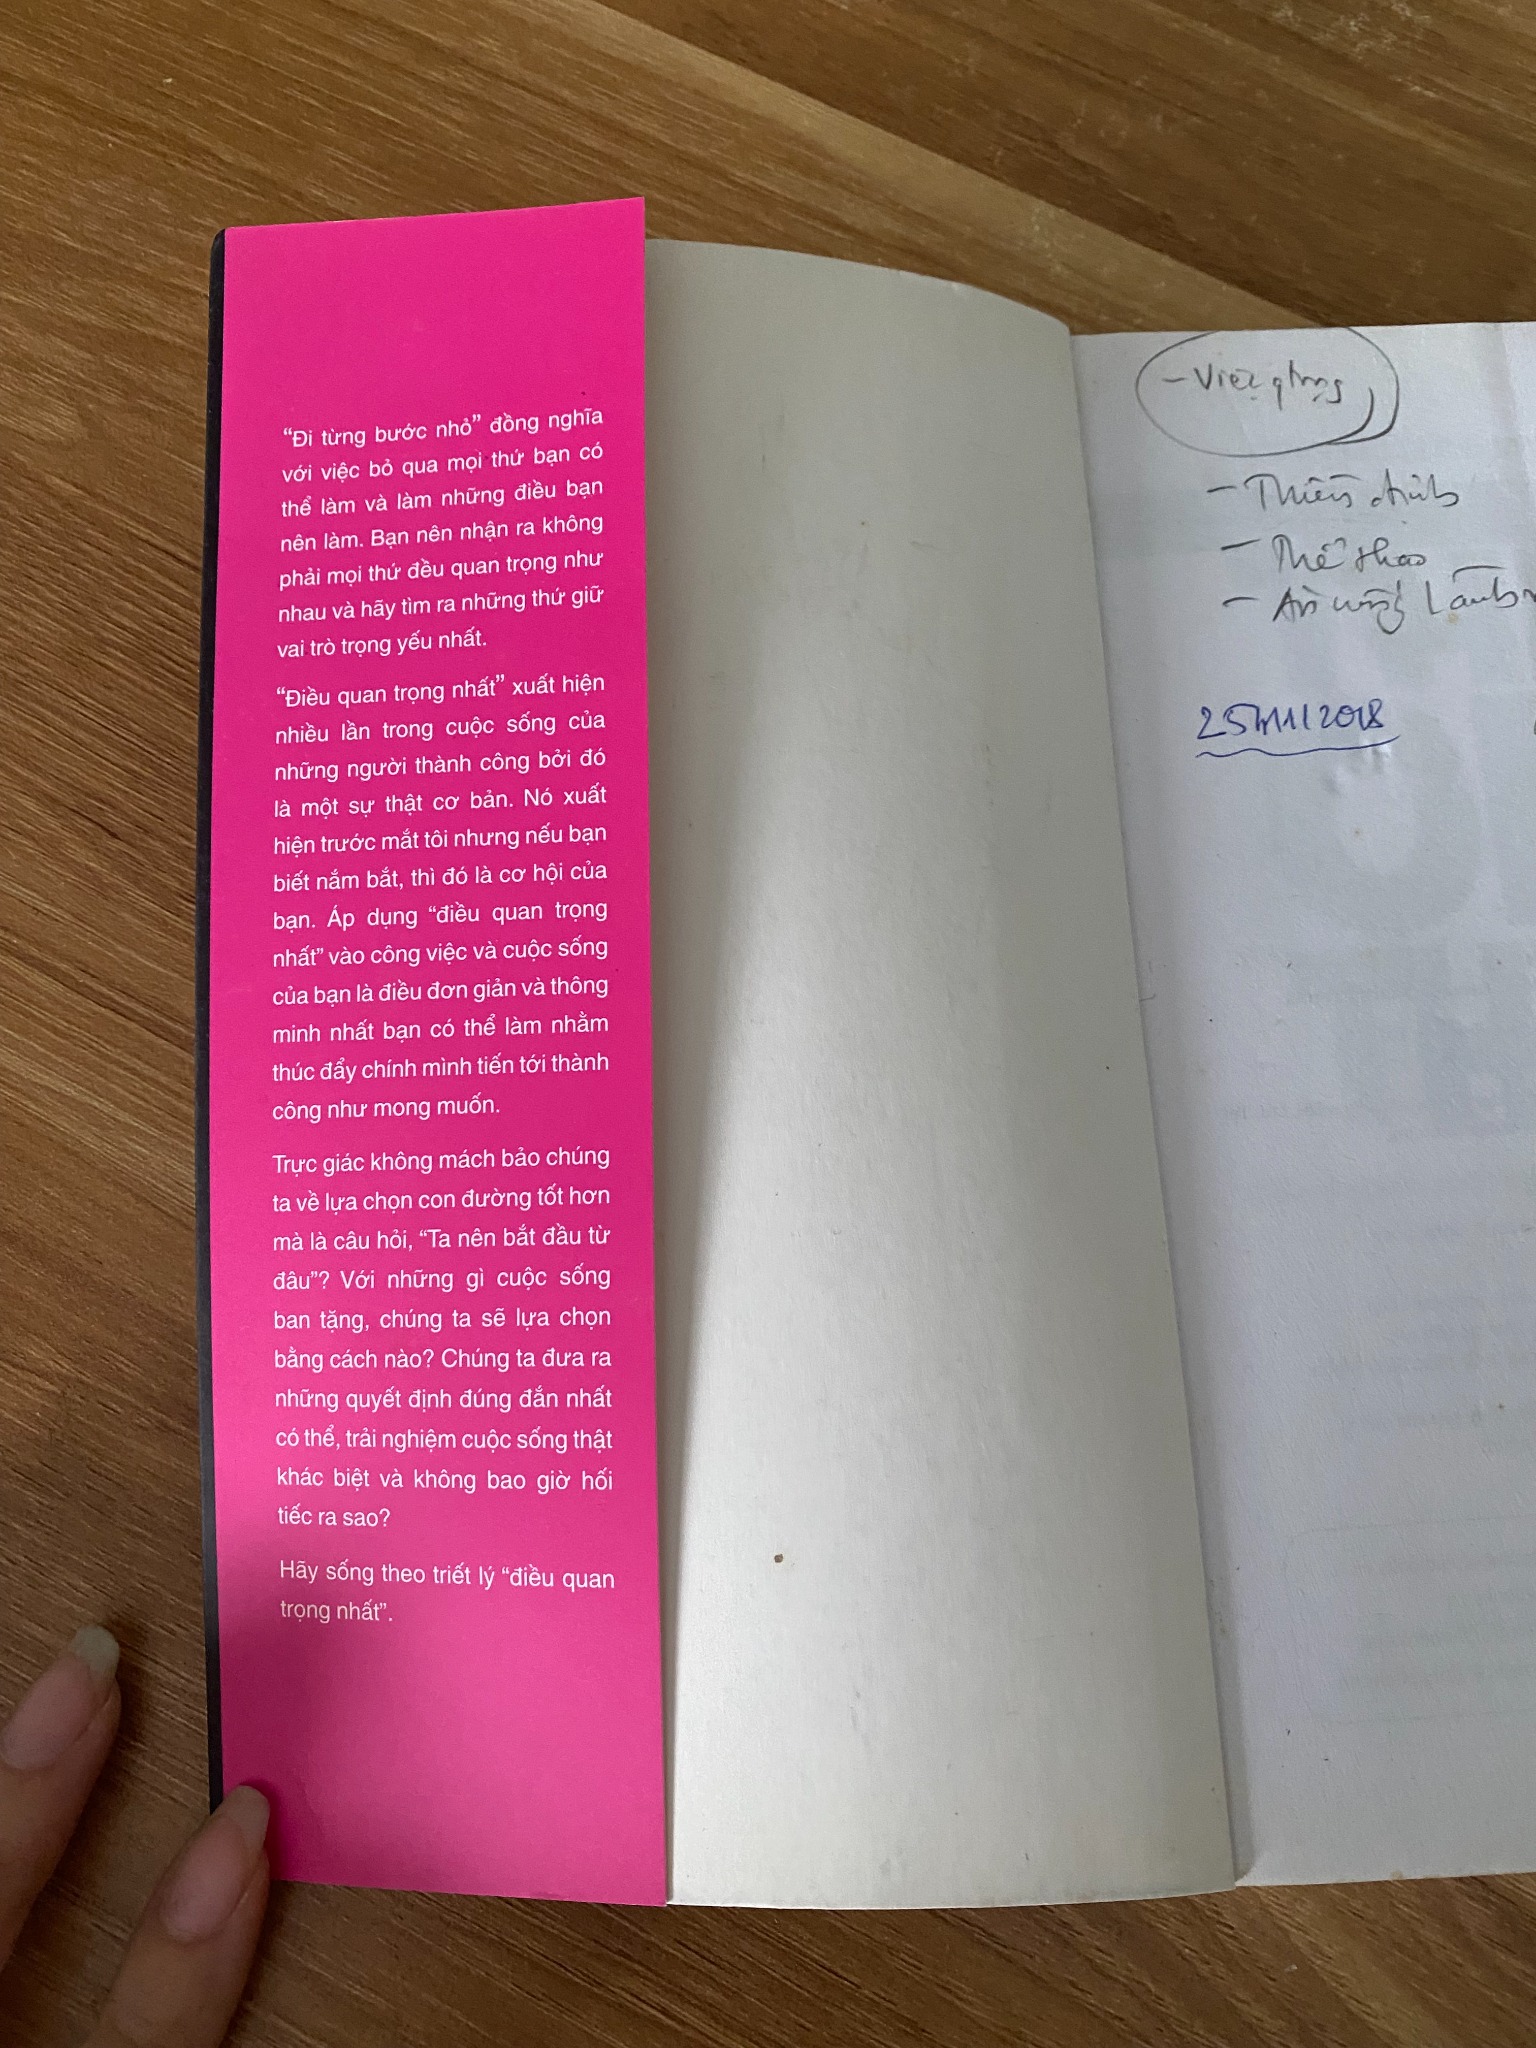 “Đi từng bước nhỏ” đồng nghĩa
với việc bỏ qua mọi thứ bạn có
thể làm và làm những điều bạn
nên làm. Bạn nên nhận ra không
phải mọi thứ đều quan trọng như
nhau và hãy tìm ra những thứ giữ
vai trò trọng yếu nhất.
“Điều quan trọng nhất” xuất hiện
nhiều lần trong cuộc sống của
những người thành công bởi đó
là một sự thật cơ bản. Nó xuất
hiện trước mắt tôi nhưng nếu bạn
biết nắm bắt, thì đó là cơ hội của
bạn. Áp dụng “điều quan trọng
nhất” vào công việc và cuộc sống
của bạn là điều đơn giản và thông
minh nhất bạn có thể làm nhằm
thúc đẩy chính mình tiến tới thành
công như mong muốn.
Trực giác không mách bảo chúng
ta về lựa chọn con đường tốt hơn
mà là câu hỏi, “Ta nên bắt đầu từ
đâu”? Với những gì cuộc sống
ban tặng, chúng ta sẽ lựa chọn
bằng cách nào? Chúng ta đưa ra
những quyết định đúng đắn nhất
có thể, trải nghiệm cuộc sống thật
khác biệt và không bao giờ hối
tiếc ra sao?
Hãy sống theo triết lý “điều quan
trọng nhất”.
- Thiền định
- Thể thao
- Ăn uống
25/11/2018